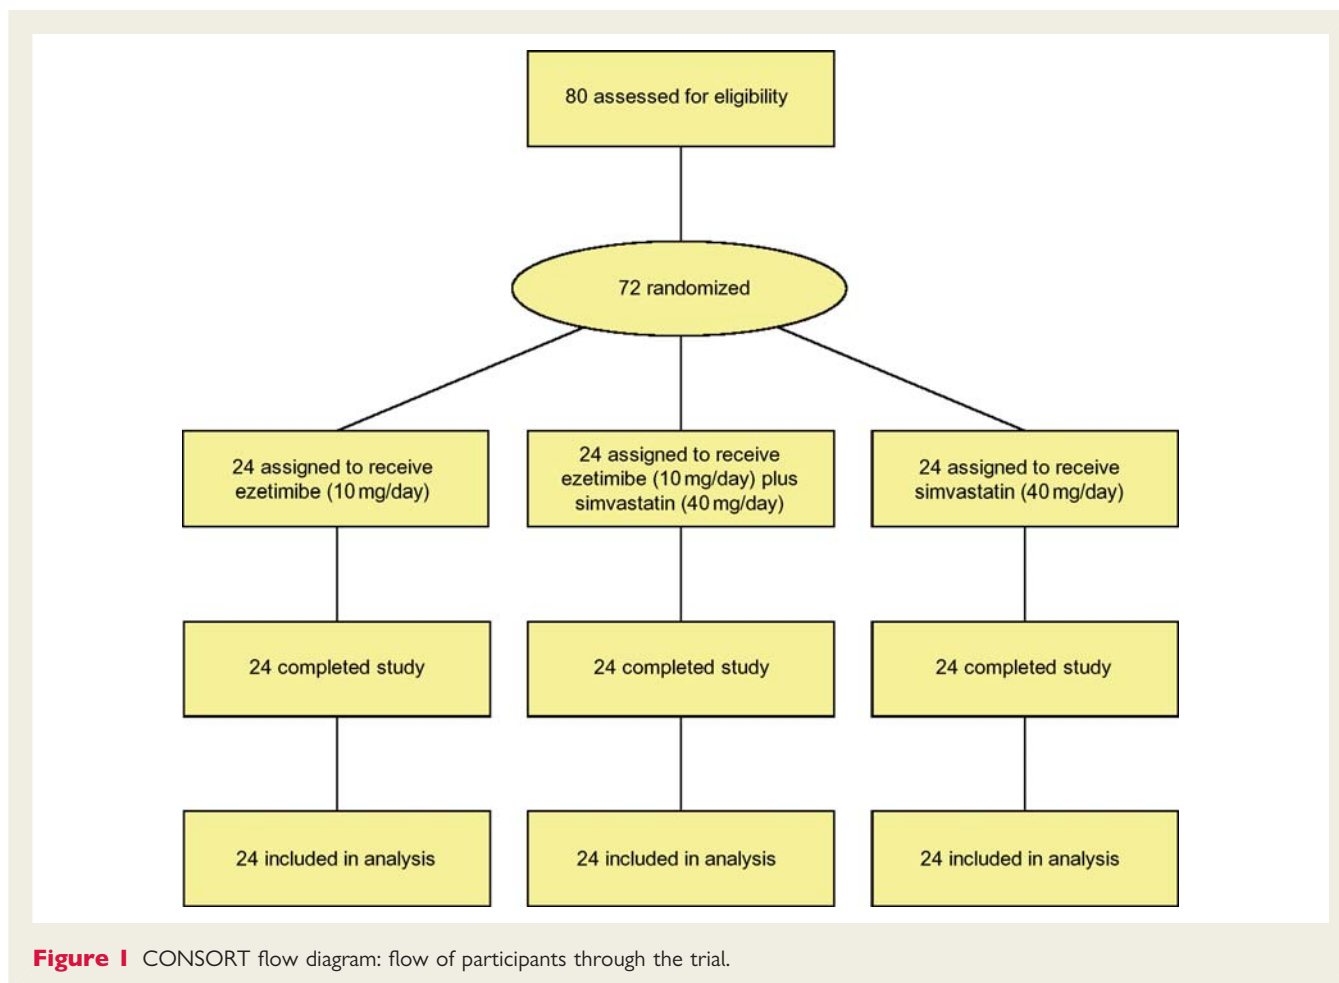 80 assessed for eligibility
72 randomized
24 assigned to receive
ezetimibe (10 mg/day)
24 assigned to receive
ezetimibe (10 mg/day) plus
simvastatin (40 mg/day)
24 assigned to receive
simvastatin (40 mg/day)
24 completed study
24 completed study
24 completed study
24 included in analysis
24 included in analysis
24 included in analysis
Figure 1 CONSORT flow diagram: flow of participants through the trial.